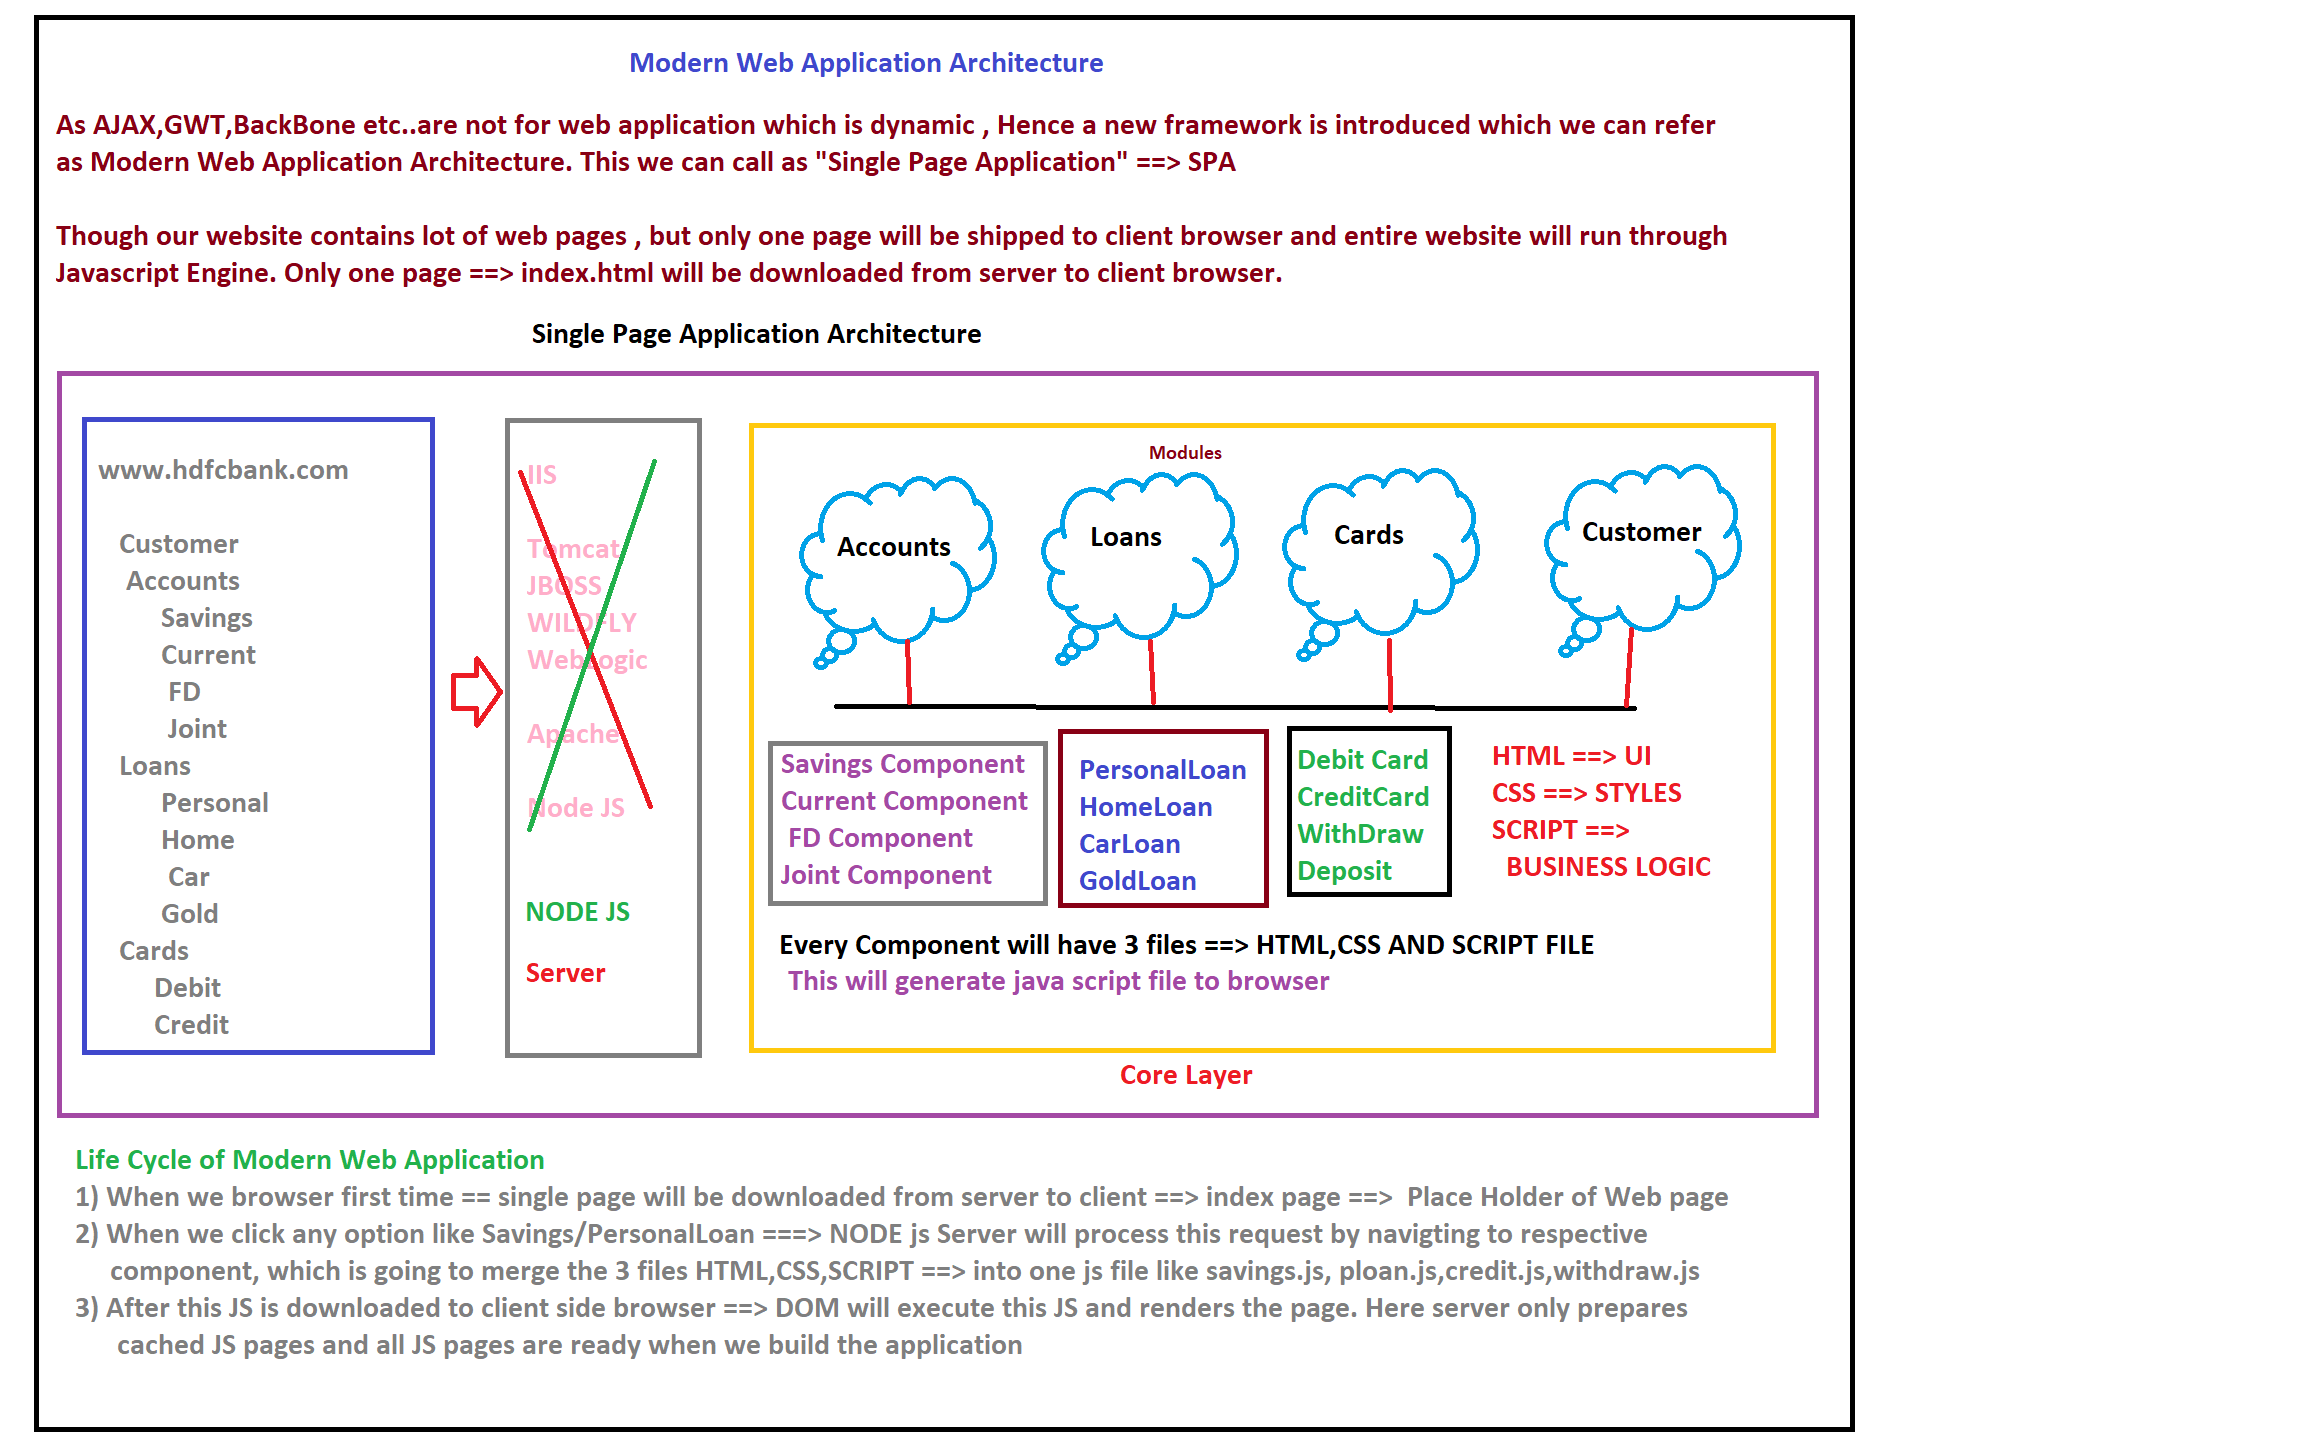 Modern Web Application Architecture
As AJAX,GWT,BackBone etc..are not for web application which is dynamic , Hence a new framework is introduced which we can refer
as Modern Web Application Architecture. This we can call as "Single Page Application" ==> SPA
Though our website contains lot of web pages , but only one page will be shipped to client browser and entire website will run through
Javascript Engine. Only one page ==> index.html will be downloaded from server to client browser.
Single Page Application Architecture
www.hdfcbank.com
Customer
Accounts
Savings
Current
FD
Joint
Loans
Personal
Home
Car
Gold
Cards
Debit
Credit
IIS
Tomcat
JBOSS
WILDFLY
WebLogic
Apache
Node JS
NODE JS
Server
Modules
Accounts
Loans
Cards
Customer
Savings Component
Current Component
FD Component
Joint Component
PersonalLoan
HomeLoan
CarLoan
GoldLoan
Debit Card
CreditCard
WithDraw
Deposit
HTML ==> UI
CSS ==> STYLES
SCRIPT ==>
BUSINESS LOGIC
Every Component will have 3 files ==> HTML,CSS AND SCRIPT FILE
This will generate java script file to browser
Core Layer
Life Cycle of Modern Web Application
1) When we browser first time == single page will be downloaded from server to client ==> index page ==> Place Holder of Web page
2) When we click any option like Savings/PersonalLoan ===> NODE js Server will process this request by navigting to respective
component, which is going to merge the 3 files HTML,CSS,SCRIPT ==> into one js file like savings.js, ploan.js,credit.js,withdraw.js
3) After this JS is downloaded to client side browser ==> DOM will execute this JS and renders the page. Here server only prepares
cached JS pages and all JS pages are ready when we build the application